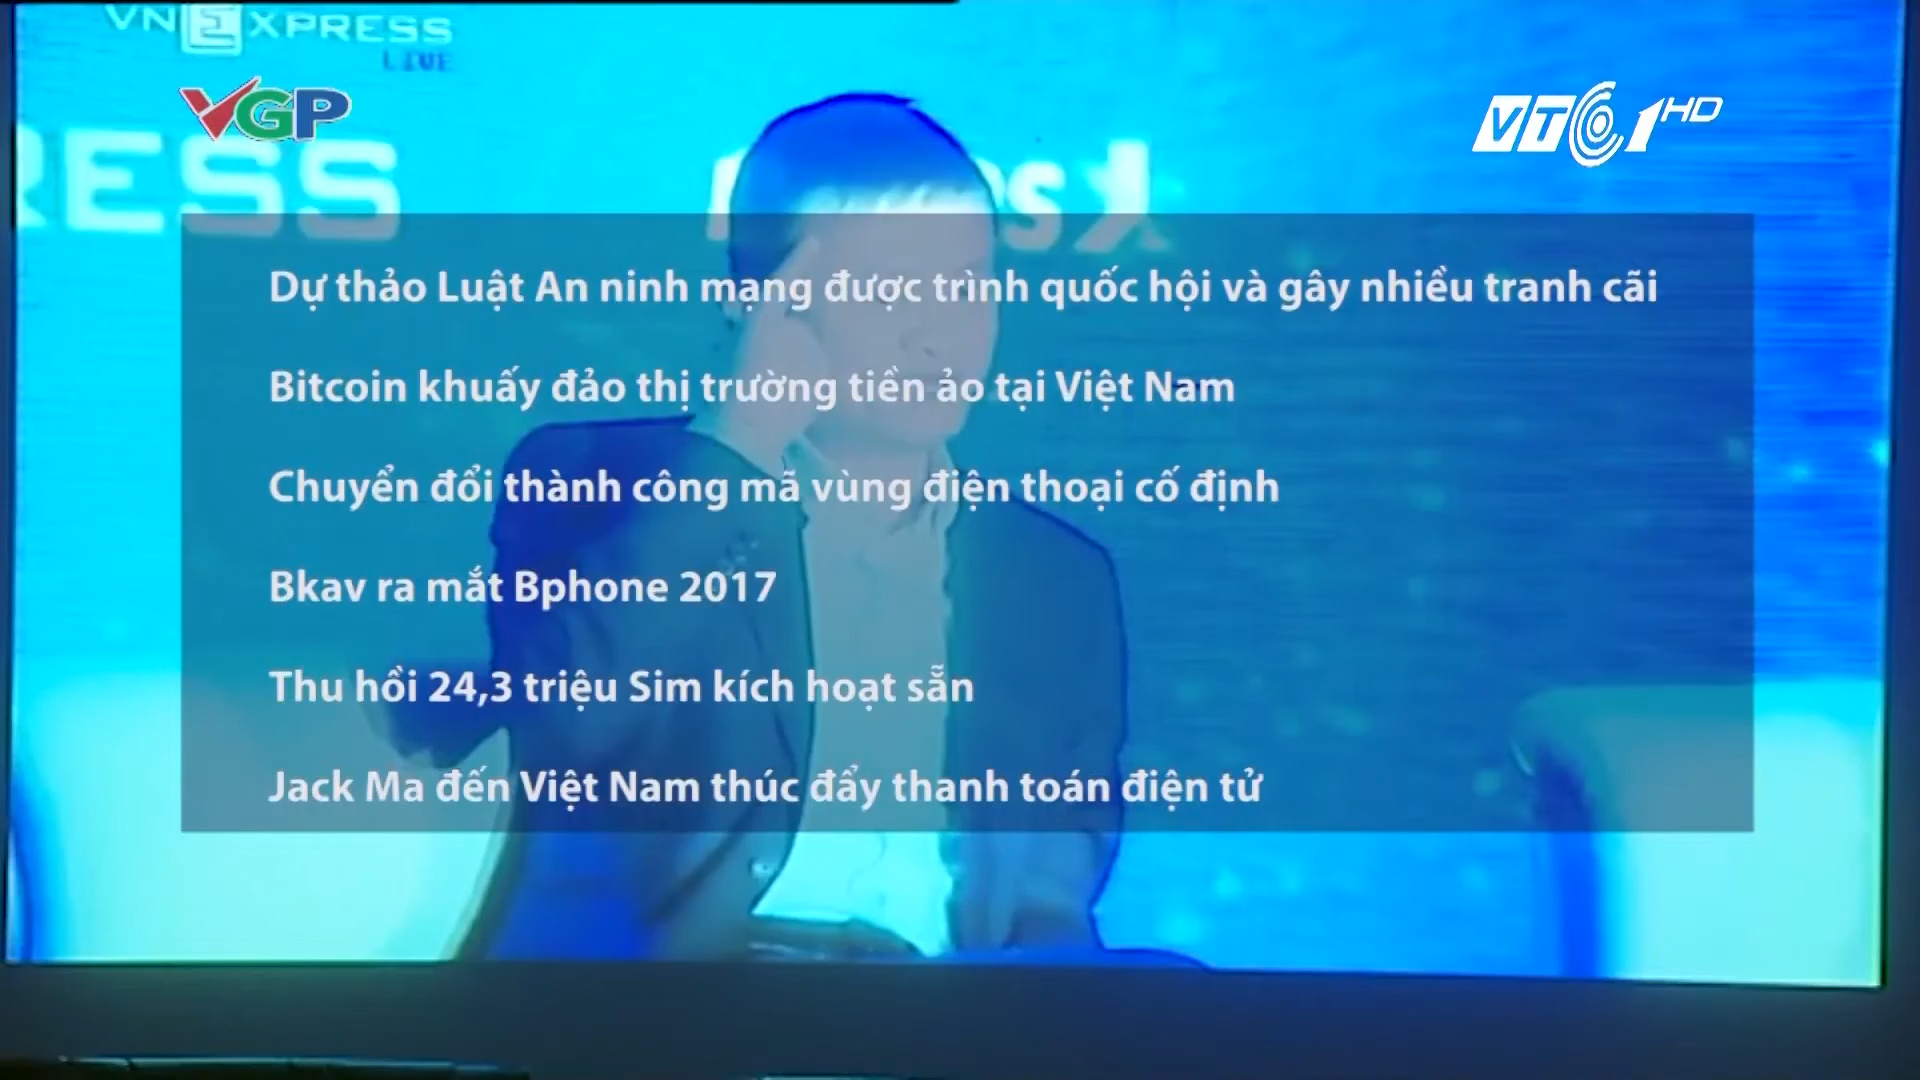 VNEXPRESS
LIVE
VGP
VTC1HD
RESS
Dự thảo Luật An ninh mạng được trình quốc hội và gây nhiều tranh cãi
Bitcoin khuấy đảo thị trường tiền ảo tại Việt Nam
Chuyển đổi thành công mã vùng điện thoại cố định
Bkav ra mắt Bphone 2017
Thu hồi 24,3 triệu Sim kích hoạt sẵn
Jack Ma đến Việt Nam thúc đẩy thanh toán điện tử